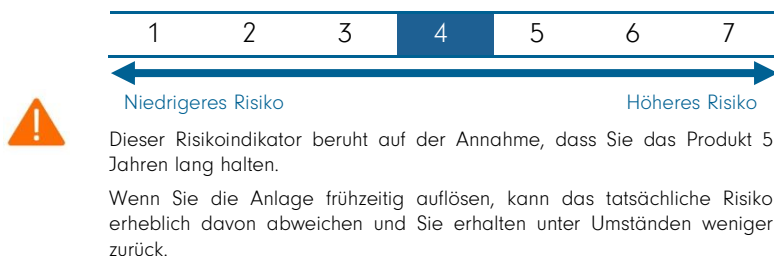 1 2 3 4 5 6 7
Niedrigeres Risiko Höheres Risiko
Dieser Risikoindikator beruht auf der Annahme, dass Sie das Produkt 5
Jahren lang halten.
Wenn Sie die Anlage frühzeitig auflösen, kann das tatsächliche Risiko
erheblich davon abweichen und Sie erhalten unter Umständen weniger
zurück.